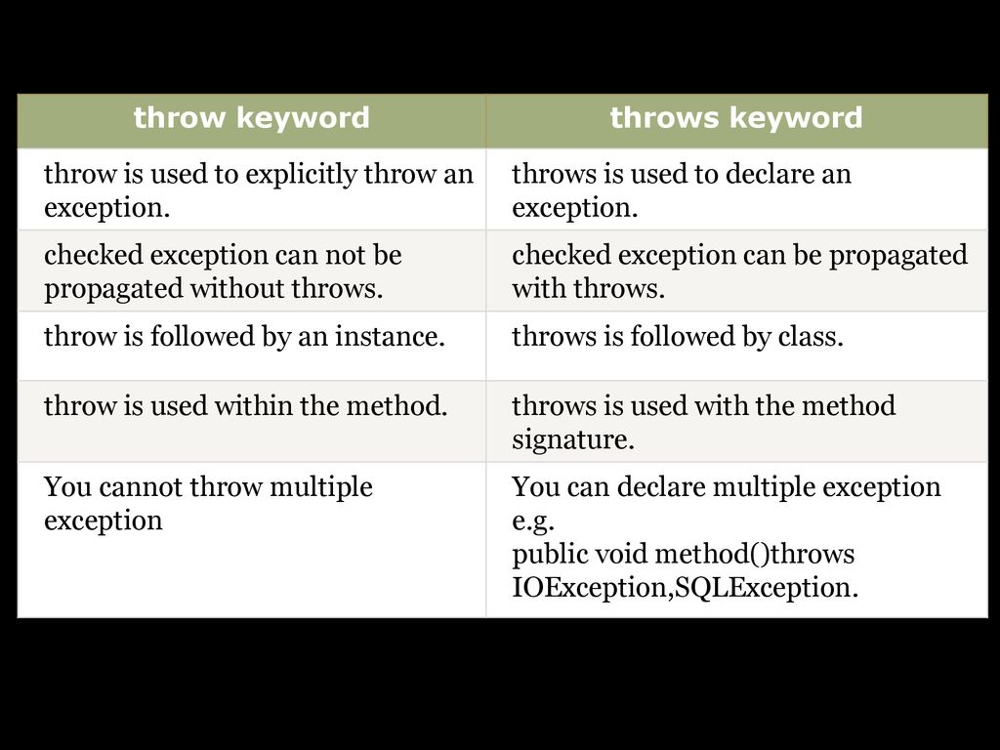 throw keyword
throws keyword
throw is used to explicitly throw an
exception.
throws is used to declare an
exception.
checked exception can not be
propagated without throws.
checked exception can be propagated
with throws.
throw is followed by an instance.
throws is followed by class.
throw is used within the method.
throws is used with the method
signature.
You cannot throw multiple
exception
You can declare multiple exception
e.g.
public void method()throws
IOException,SQLException.